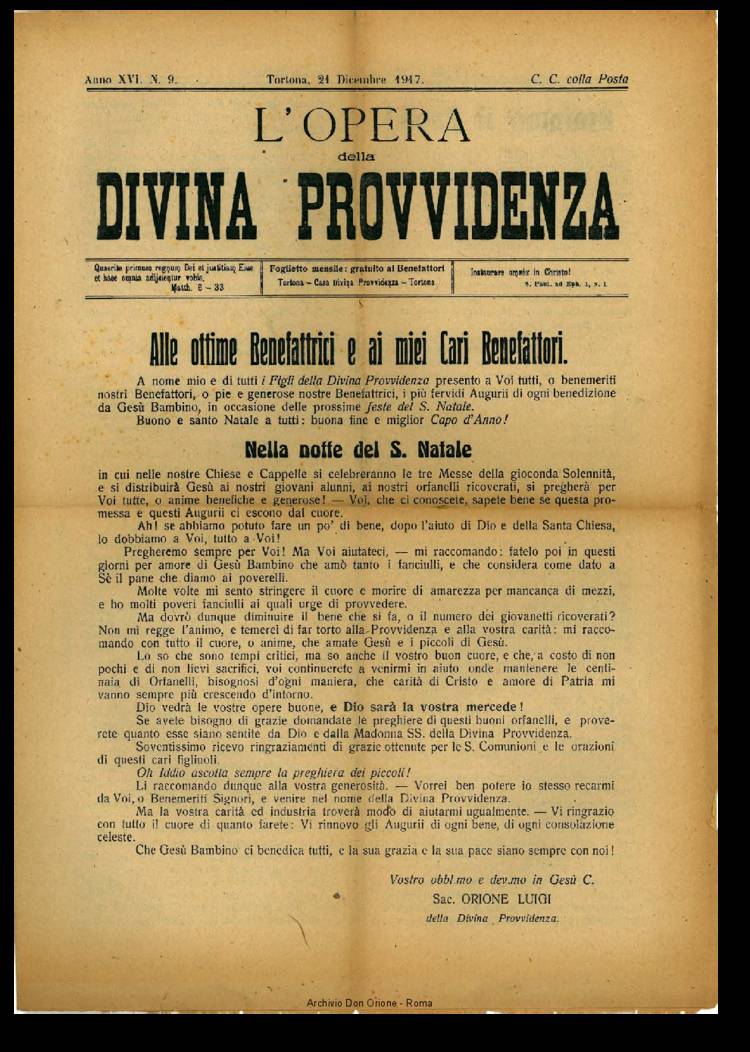 Anno XVI. N. 9. Tortona, 21 Dicembre 1917. C. C. colla Posta
L'OPERA
della
DIVINA PROVVIDENZA
Quaerite primum regnum Dei et justitiam Eius
et haec omnia adjicientur vobis.
Matth. 6 - 33
Foglietto mensile: gratuito ai Benefattori
Tortona - Casa Divina Provvidenza - Tortona
Instaurare omnia in Christo!
S. Paul. ad Eph. 1, v. 1
Alle ottime Benefattrici e ai miei Cari Benefattori.
A nome mio e di tutti i Figli della Divina Provvidenza presento a Voi tutti, o benemeriti
nostri Benefattori, o pie e generose nostre Benefattrici, i più fervidi Augurii di ogni benedizione
da Gesù Bambino, in occasione delle prossime feste del S. Natale.
Buono e santo Natale a tutti: buona fine e miglior Capo d'Anno!
Nella notte del S. Natale
in cui nelle nostre Chiese e Cappelle si celebreranno le tre Messe della gioconda Solennità,
e si distribuirà Gesù ai nostri giovani alunni, ai nostri orfanelli ricoverati, si pregherà per
Voi tutte, o anime benefiche e generose! — Voi, che ci conoscete, sapete bene se questa pro-
messa e questi Augurii ci escono dal cuore.
Ah! se abbiamo potuto fare un po' di bene, dopo l'aiuto di Dio e della Santa Chiesa,
lo dobbiamo a Voi, tutto a Voi!
Pregheremo sempre per Voi! Ma Voi aiutateci, — mi raccomando: fatelo poi in questi
giorni per amore di Gesù Bambino che amò tanto i fanciulli, e che considera come dato a
Sè il pane che diamo ai poverelli.
Molte volte mi sento stringere il cuore e morire di amarezza per mancanza di mezzi,
e ho molti poveri fanciulli ai quali urge di provvedere.
Ma dovrò dunque diminuire il bene che si fa, o il numero dei giovanetti ricoverati?
Non mi regge l'animo, e temerei di far torto alla Provvidenza e alla vostra carità: mi racco-
mando con tutto il cuore, o anime, che amate Gesù e i piccoli di Gesù.
Lo so che sono tempi critici, ma so anche il vostro buon cuore, e che, a costo di non
pochi e di non lievi sacrifici, voi continuerete a venirmi in aiuto onde mantenere le centi-
naia di Orfanelli, bisognosi d'ogni maniera, che carità di Cristo e amore di Patria mi
vanno sempre più crescendo d'intorno.
Dio vedrà le vostre opere buone, e Dio sarà la vostra mercede!
Se avete bisogno di grazie domandate le preghiere di questi buoni orfanelli, e prove-
rete quanto esse siano sentite da Dio e dalla Madonna SS. della Divina Provvidenza.
Soventissimo ricevo ringraziamenti di grazie ottenute per le S. Comunioni e le orazioni
di questi cari figliuoli.
Oh Iddio ascolta sempre la preghiera dei piccoli!
Li raccomando dunque alla vostra generosità. — Vorrei ben potere io stesso recarmi
da Voi, o Benemeriti Signori, e venire nel nome della Divina Provvidenza.
Ma la vostra carità ed industria troverà modo di aiutarmi ugualmente. — Vi ringrazio
con tutto il cuore di quanto farete: Vi rinnovo gli Augurii di ogni bene, di ogni consolazione
celeste.
Che Gesù Bambino ci benedica tutti, e la sua grazia e la sua pace siano sempre con noi!
Vostro obbl.mo e dev.mo in Gesù C.
Sac. ORIONE LUIGI
della Divina Provvidenza.
Archivio Don Orione - Roma